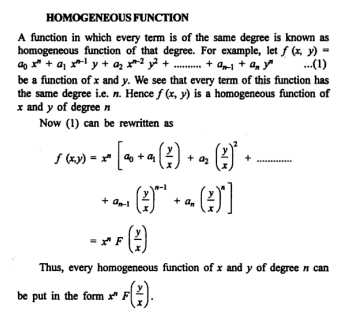 HOMOGENEOUS FUNCTION
A function in which every term is of the same degree is known as
homogeneous function of that degree. For example, let f (x, y) =
a₀ xⁿ + a₁ xⁿ⁻¹ y + a₂ xⁿ⁻² y² + .......... + aₙ₋₁ + aₙ yⁿ ...(1)
be a function of x and y. We see that every term of this function has
the same degree i.e. n. Hence f (x, y) is a homogeneous function of
x and y of degree n
Now (1) can be rewritten as
f (x,y) = xⁿ [ a₀ + a₁ (y/x) + a₂ (y/x)² + .............
+ aₙ₋₁ (y/x)ⁿ⁻¹ + aₙ (y/x)ⁿ ]
= xⁿ F (y/x)
Thus, every homogeneous function of x and y of degree n can
be put in the form xⁿ F(y/x).